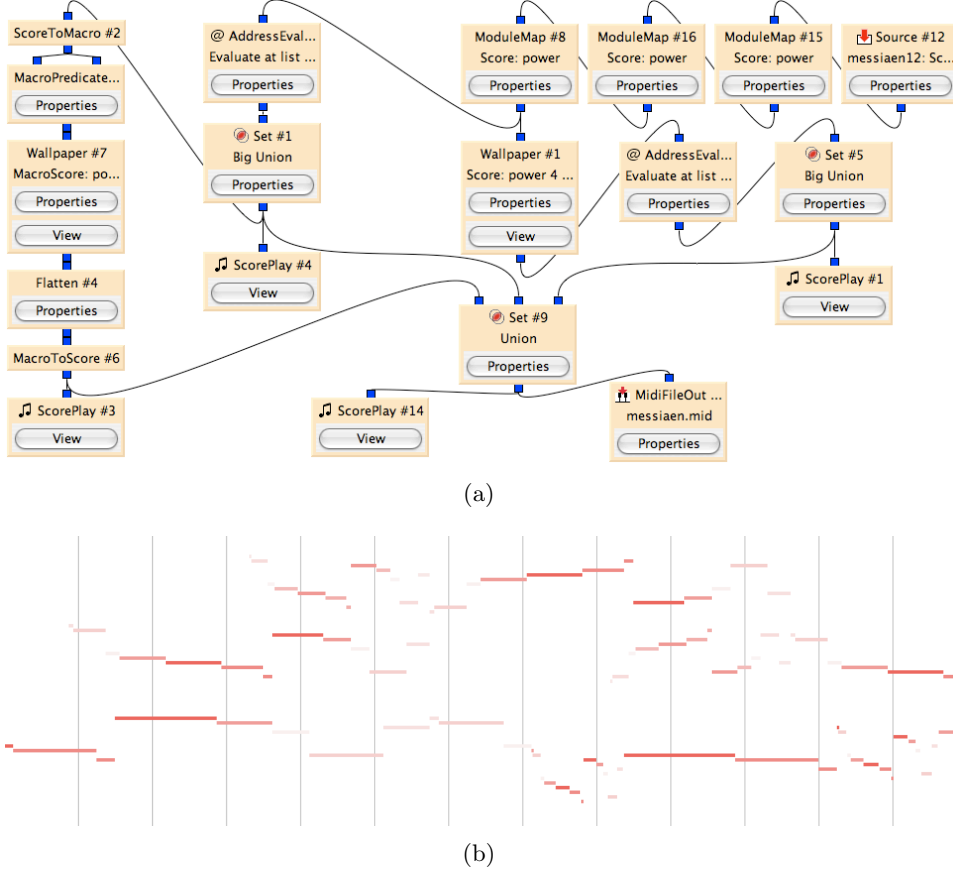 ScoreToMacro #2
MacroPredicate...
Properties
Wallpaper #7
MacroScore: po...
Properties
View
Flatten #4
Properties
MacroToScore #6
ScorePlay #3
View
@ AddressEval...
Evaluate at list ...
Properties
Set #1
Big Union
Properties
ScorePlay #4
View
ModuleMap #8
Score: power
Properties
Wallpaper #1
Score: power 4 ...
Properties
View
ModuleMap #16
Score: power
Properties
@ AddressEval...
Evaluate at list ...
Properties
ModuleMap #15
Score: power
Properties
Source #12
messiaen12: Sc...
Properties
Set #5
Big Union
Properties
ScorePlay #1
View
Set #9
Union
Properties
ScorePlay #14
View
MidiFileOut ...
messiaen.mid
Properties
(a)
(b)